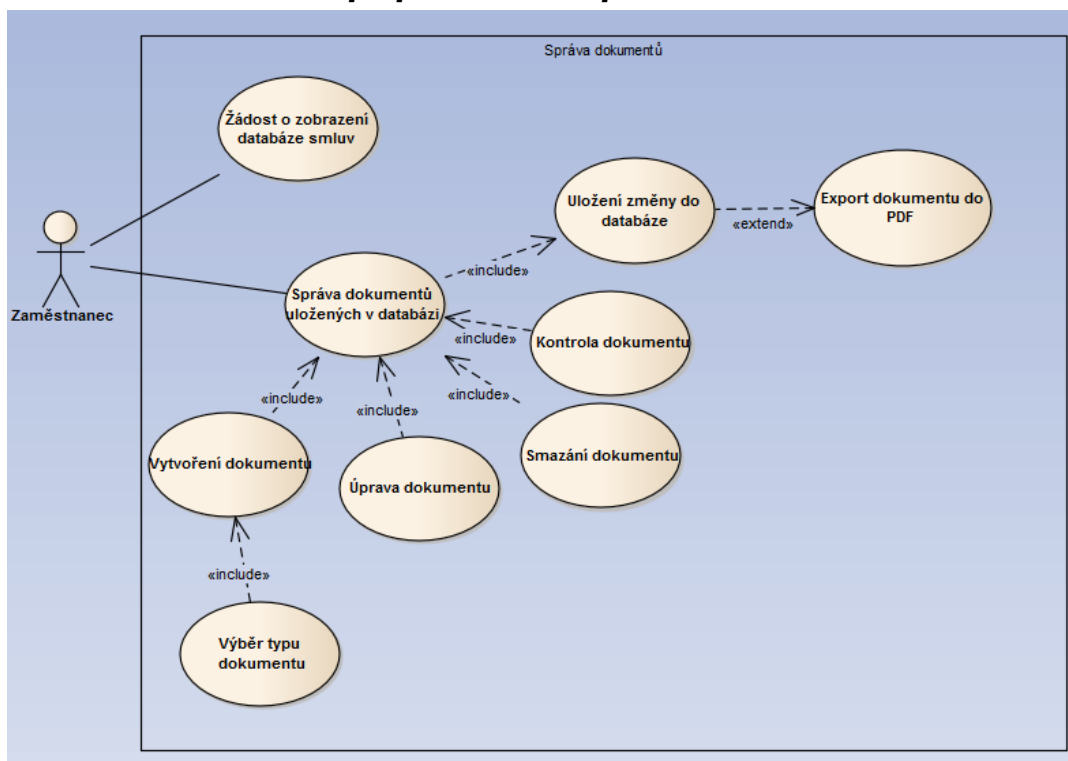 Správa dokumentů
Žádost o zobrazení
databáze smluv
Uložení změny do
databáze
Export dokumentu do
PDF
«extend»
«include»
Zaměstnanec
Správa dokumentů
uložených v databázi
Kontrola dokumentu
«include»
«include»
«include»
«include»
Vytvoření dokumentu
Úprava dokumentu
Smazání dokumentu
«include»
Výběr typu
dokumentu